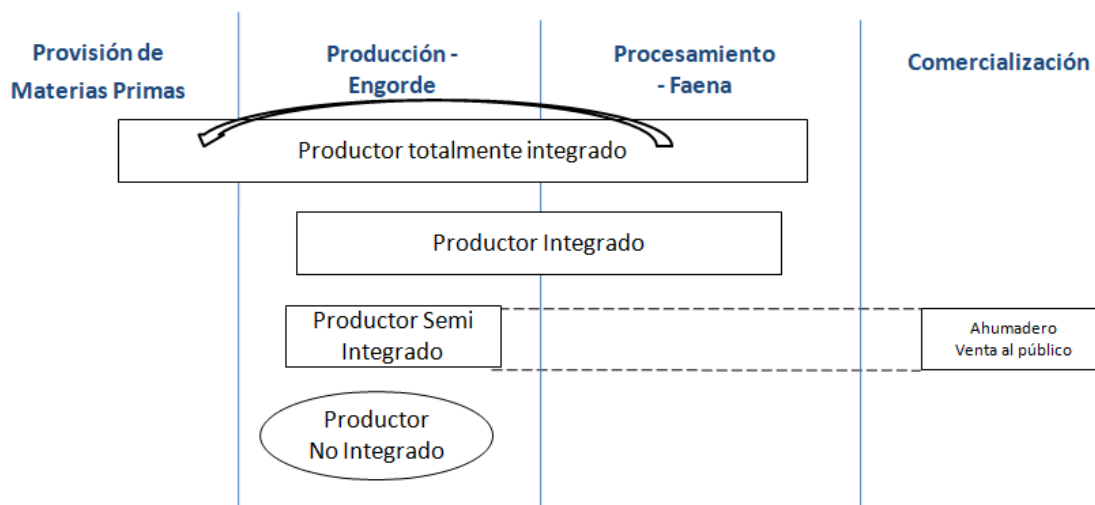 Provisión de
Materias Primas
Producción -
Engorde
Procesamiento
- Faena
Comercialización
Productor totalmente integrado
Productor Integrado
Productor Semi
Integrado
Ahumadero
Venta al público
Productor
No Integrado